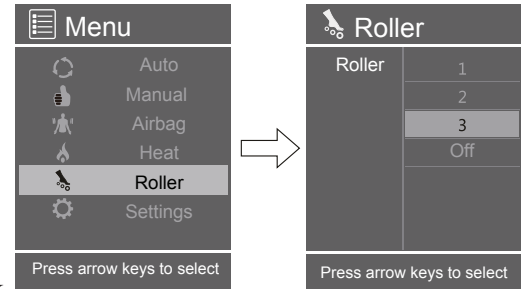 Menu
Auto
Manual
Airbag
Heat
Roller
Settings
Press arrow keys to select
Roller
Roller
1
2
3
Off
Press arrow keys to select